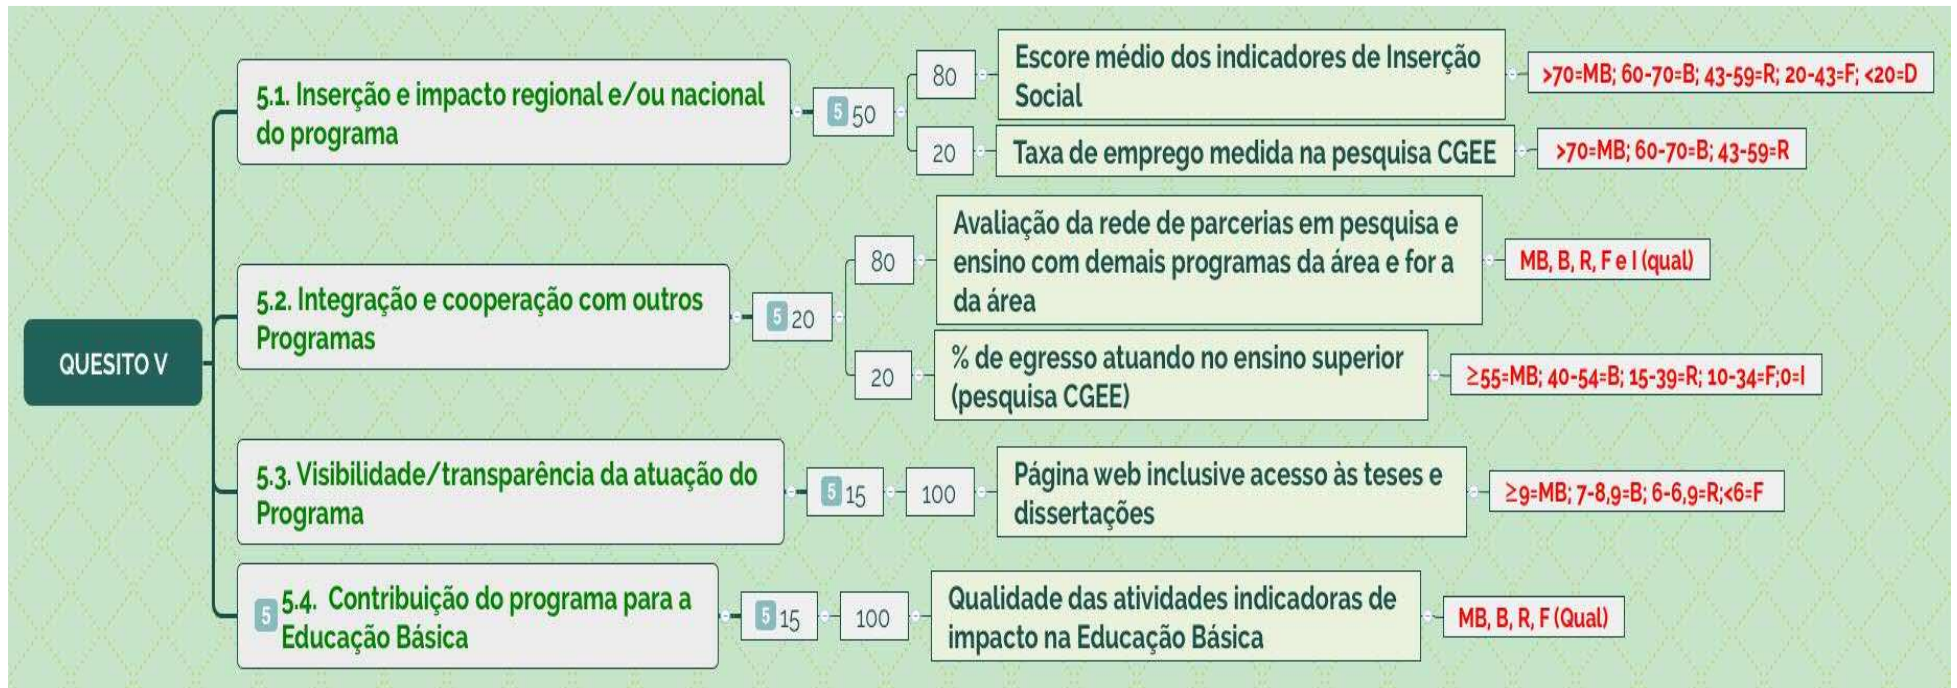 QUESITO V
5.1. Inserção e impacto regional e/ou nacional
do programa
5 50
80
Escore médio dos indicadores de Inserção
Social
>70=MB; 60-70=B; 43-59=R; 20-43=F; <20=D
20
Taxa de emprego medida na pesquisa CGEE
>70=MB; 60-70=B; 43-59=R
5.2. Integração e cooperação com outros
Programas
5 20
80
Avaliação da rede de parcerias em pesquisa e
ensino com demais programas da área e for a
da área
MB, B, R, F e I (qual)
20
% de egresso atuando no ensino superior
(pesquisa CGEE)
≥55=MB; 40-54=B; 15-39=R; 10-34=F;0=I
5.3. Visibilidade/transparência da atuação do
Programa
5 15
100
Página web inclusive acesso às teses e
dissertações
≥9=MB; 7-8,9=B; 6-6,9=R;<6=F
5 5.4. Contribuição do programa para a
Educação Básica
5 15
100
Qualidade das atividades indicadoras de
impacto na Educação Básica
MB, B, R, F (Qual)